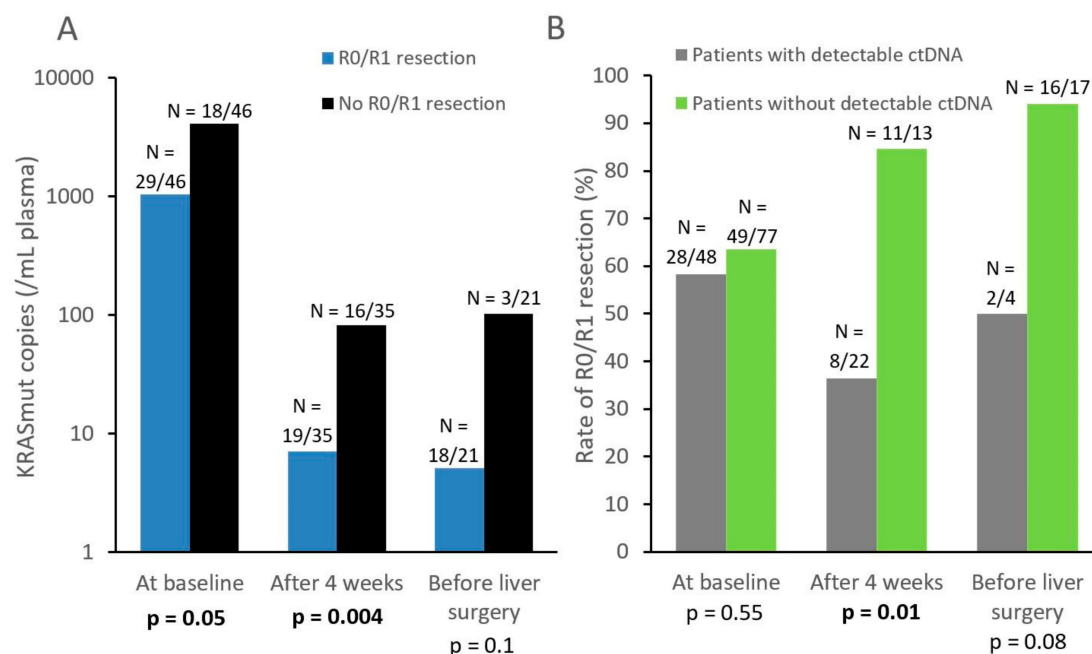 A
R0/R1 resection
No R0/R1 resection
KRASmut copies (/mL plasma)
10000
1000
100
10
1
N =
29/46
N = 18/46
N =
19/35
N = 16/35
N =
18/21
N = 3/21
At baseline
p = 0.05
After 4 weeks
p = 0.004
Before liver
surgery
p = 0.1
B
Patients with detectable ctDNA
Patients without detectable ctDNA
Rate of R0/R1 resection (%)
100
90
80
70
60
50
40
30
20
10
0
N =
28/48
N =
49/77
N =
8/22
N = 11/13
N =
2/4
N = 16/17
At baseline
p = 0.55
After 4 weeks
p = 0.01
Before liver
surgery
p = 0.08